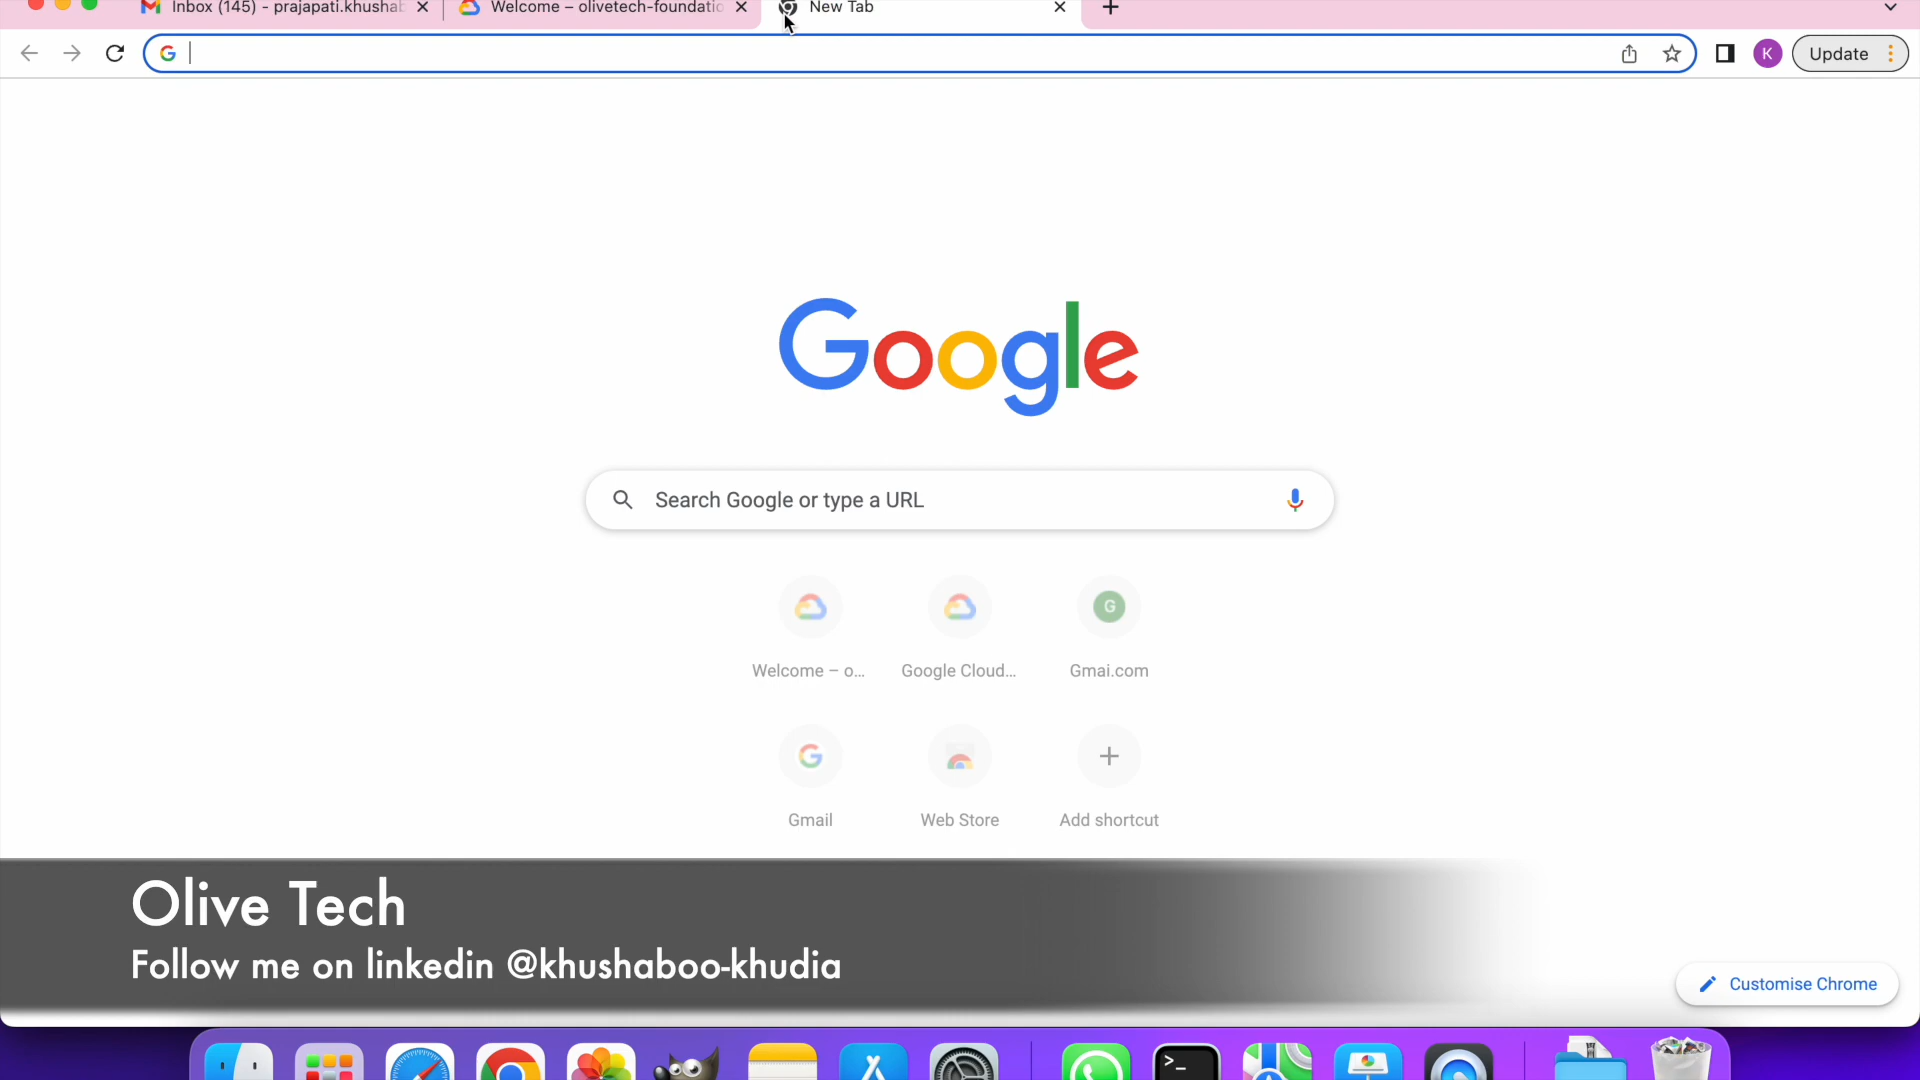 Inbox (145) - prajapati.khushab
Welcome – olivetech-foundatio
New Tab
Update
K
Google
Search Google or type a URL
G
Welcome – o...
Google Cloud...
Gmai.com
Gmail
Web Store
Add shortcut
Olive Tech
Follow me on linkedin @khushaboo-khudia
Customise Chrome